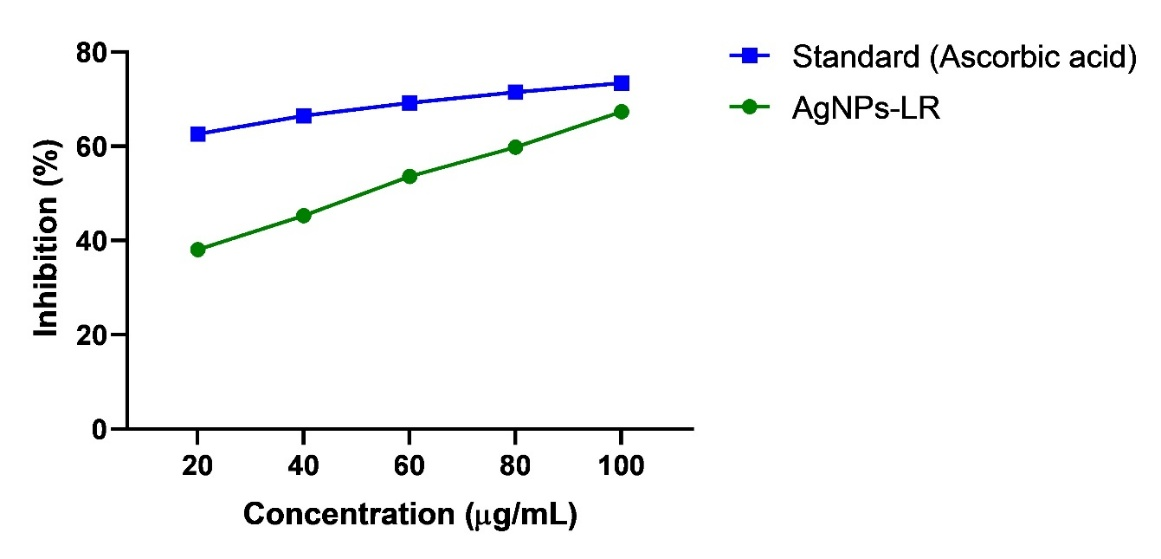 80
60
40
20
0
Inhibition (%)
20 40 60 80 100
Concentration (μg/mL)
Standard (Ascorbic acid)
AgNPs-LR